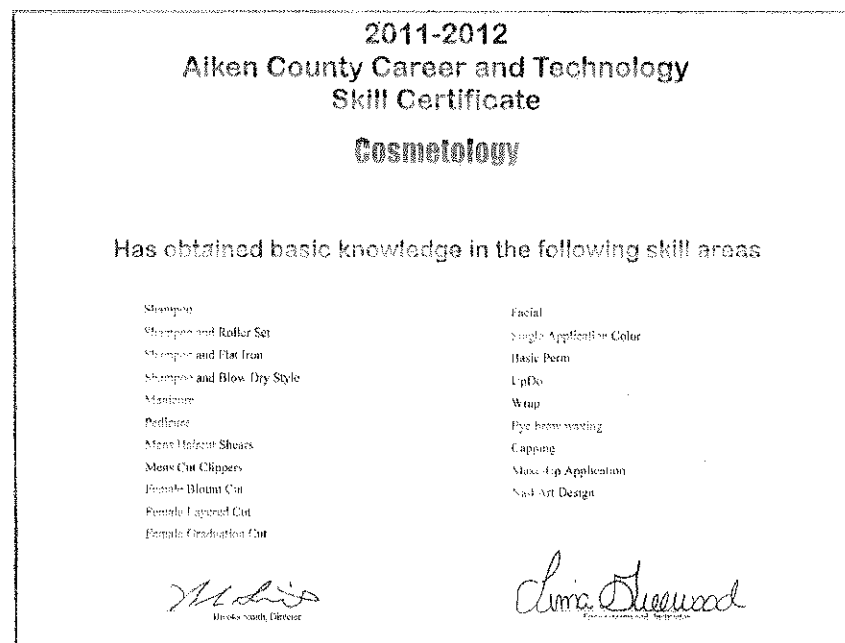 2011-2012
Aiken County Career and Technology
Skill Certificate
Cosmetology
Has obtained basic knowledge in the following skill areas
Shampoo
Shampoo and Roller Set
Shampoo and Flat Iron
Shampoo and Blow Dry Style
Manicure
Pedicure
Mens Haircut Shears
Mens Cut Clippers
Female Blount Cut
Female Layered Cut
Female Graduation Cut
Facial
Single Application Color
Basic Perm
UpDo
Wrap
Eye brow waxing
Capping
Make-Up Application
Nail Art Design
Director
Greenwood